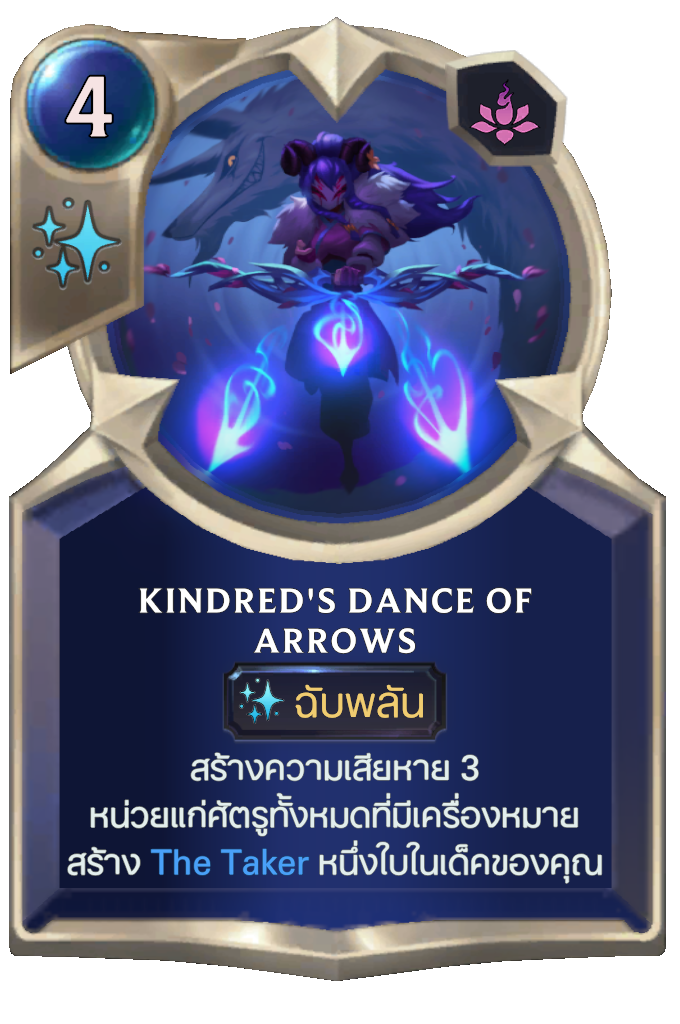 4
KINDRED'S DANCE OF
ARROWS
ฉับพลัน
สร้างความเสียหาย 3
หน่วยแก่ศัตรูทั้งหมดที่มีเครื่องหมาย
สร้าง The Taker หนึ่งใบในเด็คของคุณ